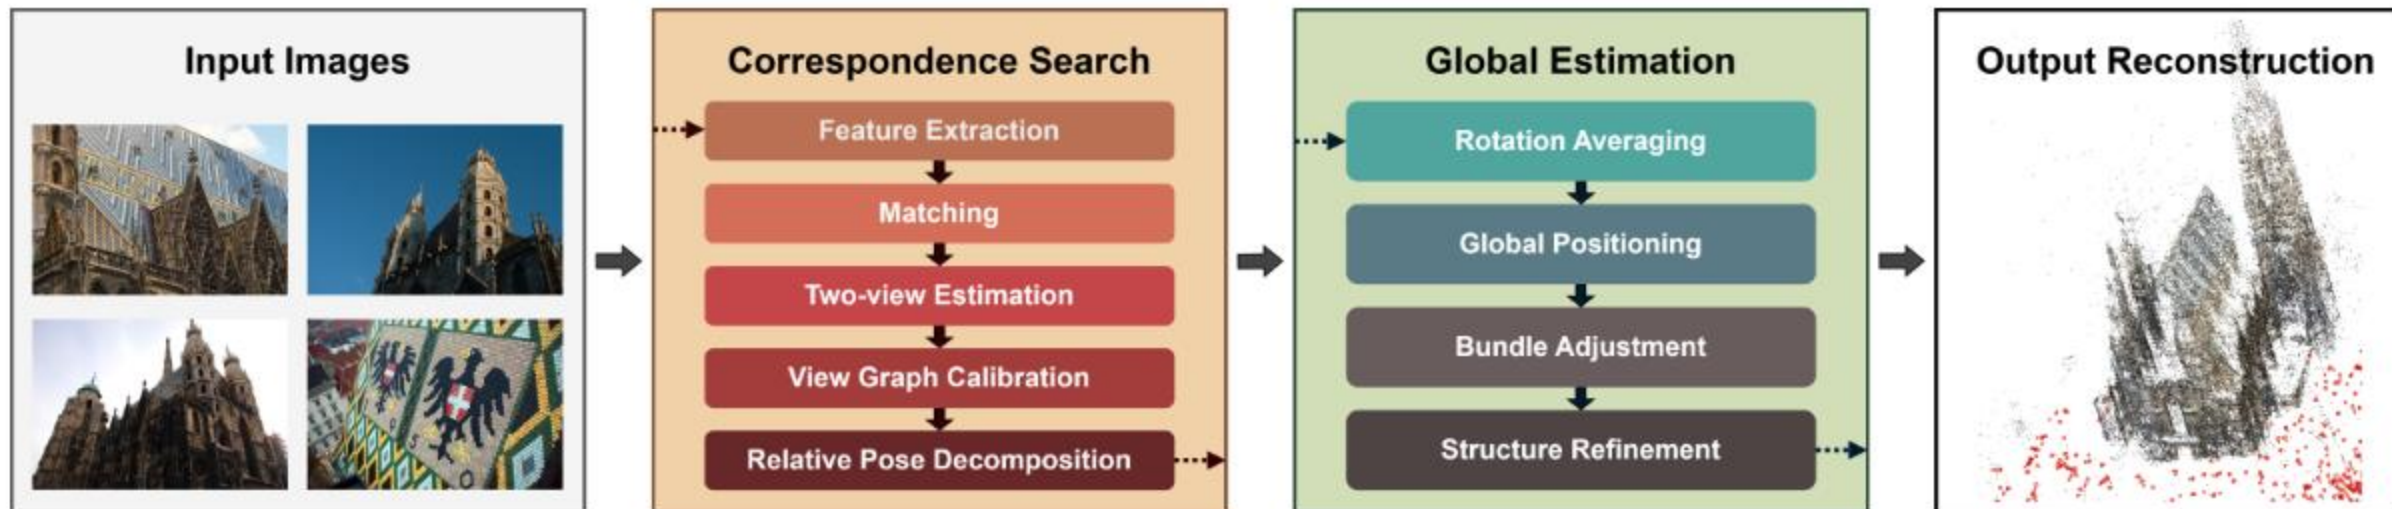 Input Images
Correspondence Search
Feature Extraction
Matching
Two-view Estimation
View Graph Calibration
Relative Pose Decomposition
Global Estimation
Rotation Averaging
Global Positioning
Bundle Adjustment
Structure Refinement
Output Reconstruction